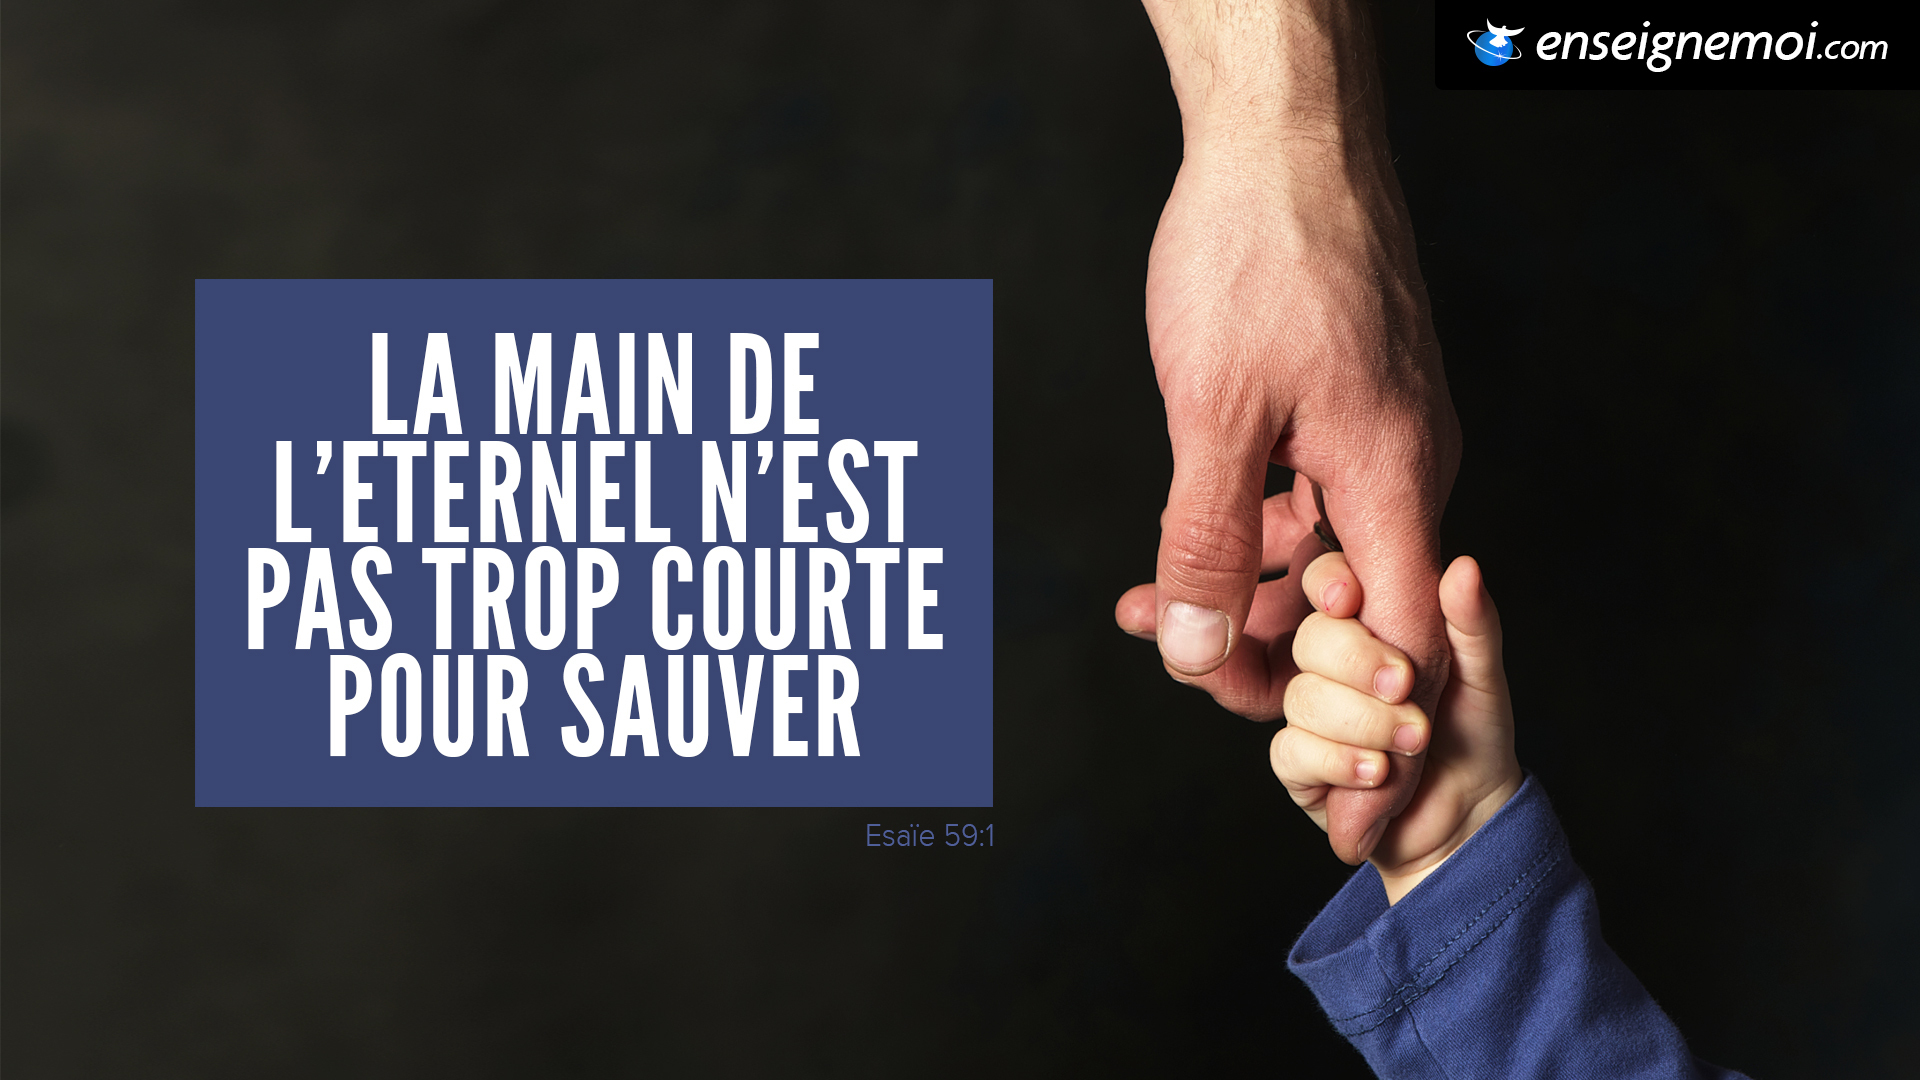 enseignemoi.com
LA MAIN DE
L’ETERNEL N’EST
PAS TROP COURTE
POUR SAUVER
Esaïe 59:1